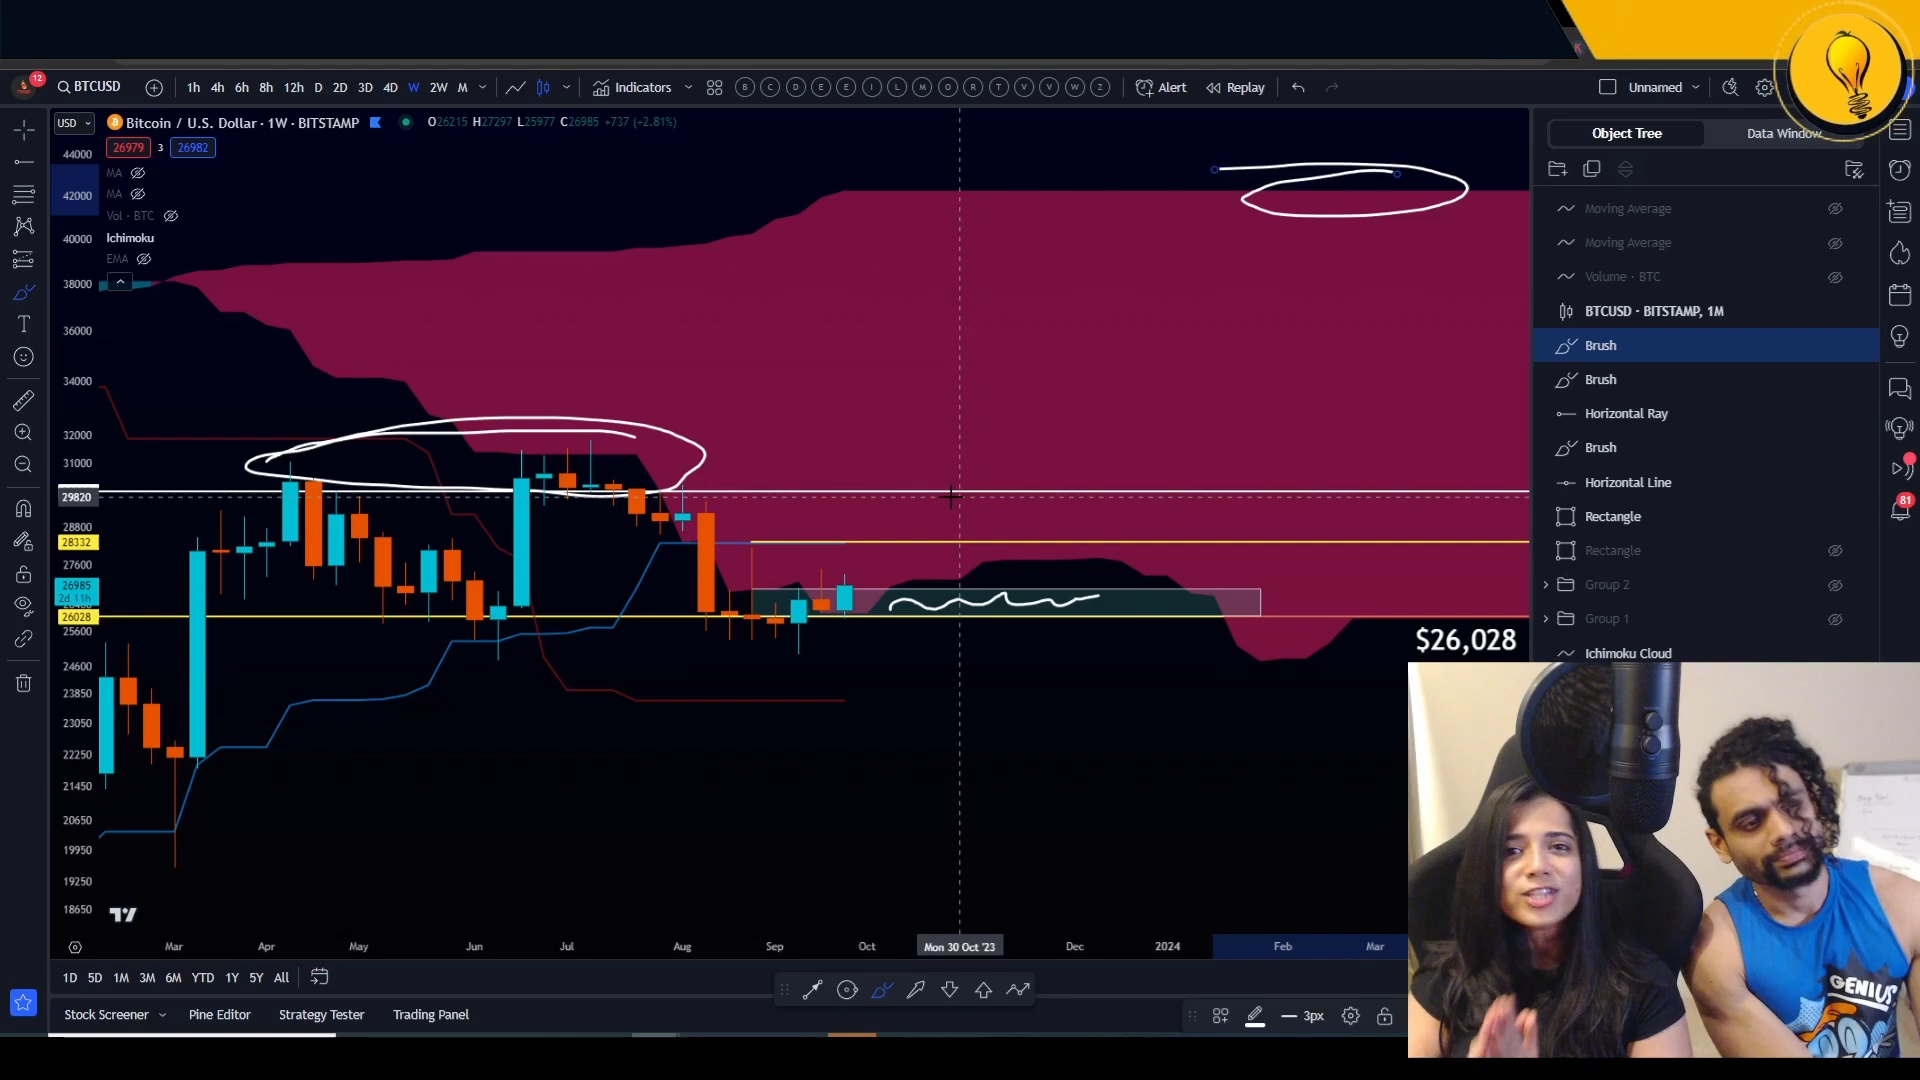 K
12
BTCUSD
1h 4h 6h 8h 12h D 2D 3D 4D W 2W M
Indicators
B C D E E I L M O R T V V W Z
Alert
Replay
Unnamed
USD
Bitcoin / U.S. Dollar · 1W · BITSTAMP
O26215 H27297 L25977 C26985 +737 (+2.81%)
26979 3 26982
MA
MA
Vol · BTC
Ichimoku
EMA
44000
42000
40000
38000
36000
34000
32000
31000
29820
28800
28332
27600
26985
2d 11h
26028
25600
24600
23850
23050
22250
21450
20650
19950
19250
18650
$26,028
Mar Apr May Jun Jul Aug Sep Oct Mon 30 Oct '23 Dec 2024 Feb Mar
1D 5D 1M 3M 6M YTD 1Y 5Y All
3px
Stock Screener
Pine Editor
Strategy Tester
Trading Panel
Object Tree
Data Window
Moving Average
Moving Average
Volume · BTC
BTCUSD · BITSTAMP, 1M
Brush
Brush
Horizontal Ray
Brush
Horizontal Line
Rectangle
Rectangle
Group 2
Group 1
Ichimoku Cloud
81
GENIUS